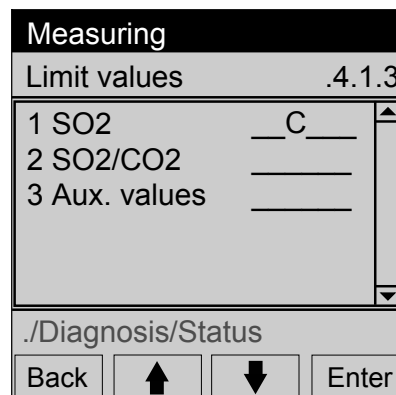 Measuring
Limit values .4.1.3
1 SO2 __C___
2 SO2/CO2 ______
3 Aux. values ______
./Diagnosis/Status
Back Enter